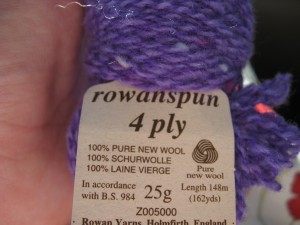 rowanspun
4 ply
100% PURE NEW WOOL
100% SCHURWOLLE
100% LAINE VIERGE
Pure
new wool
In accordance
with B.S. 984
25g
Length 148m
(162yds)
Z005000
Rowan Yarns, Holmfirth, England